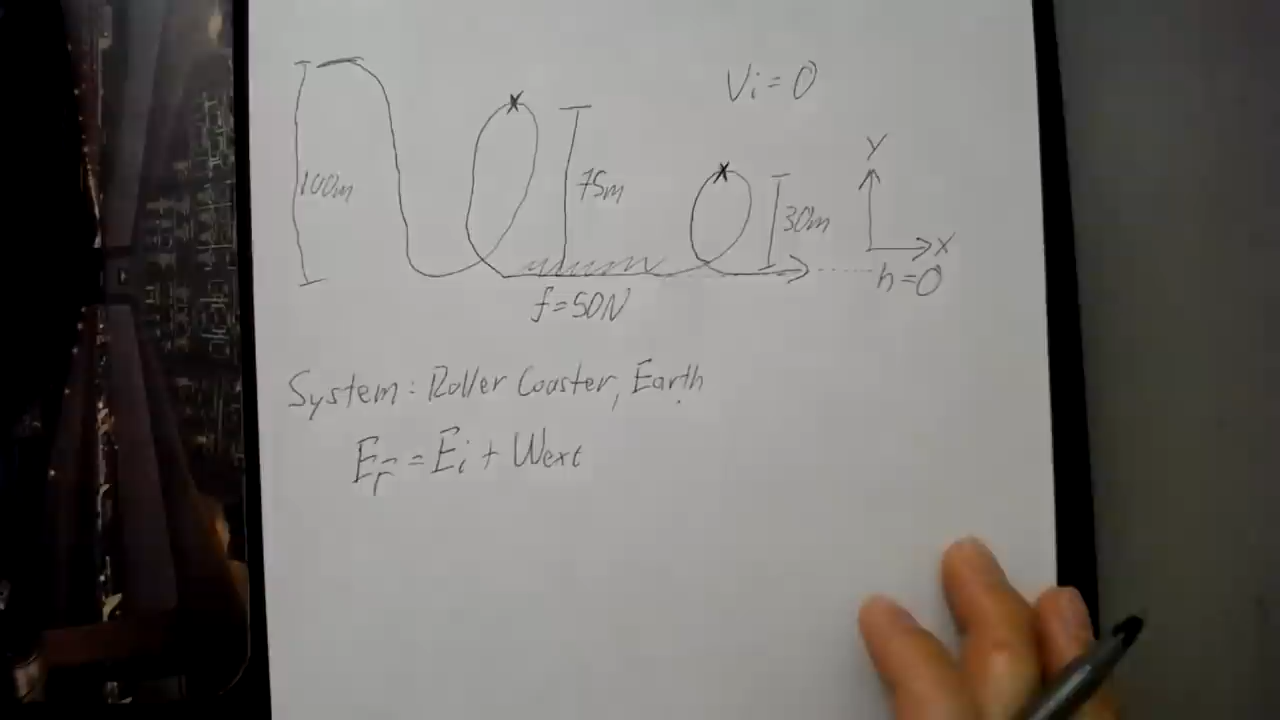 Vi = 0
Y
100m
75m
30m
X
h=0
f=50N
System: Roller Coaster, Earth
Ef = Ei + Wext